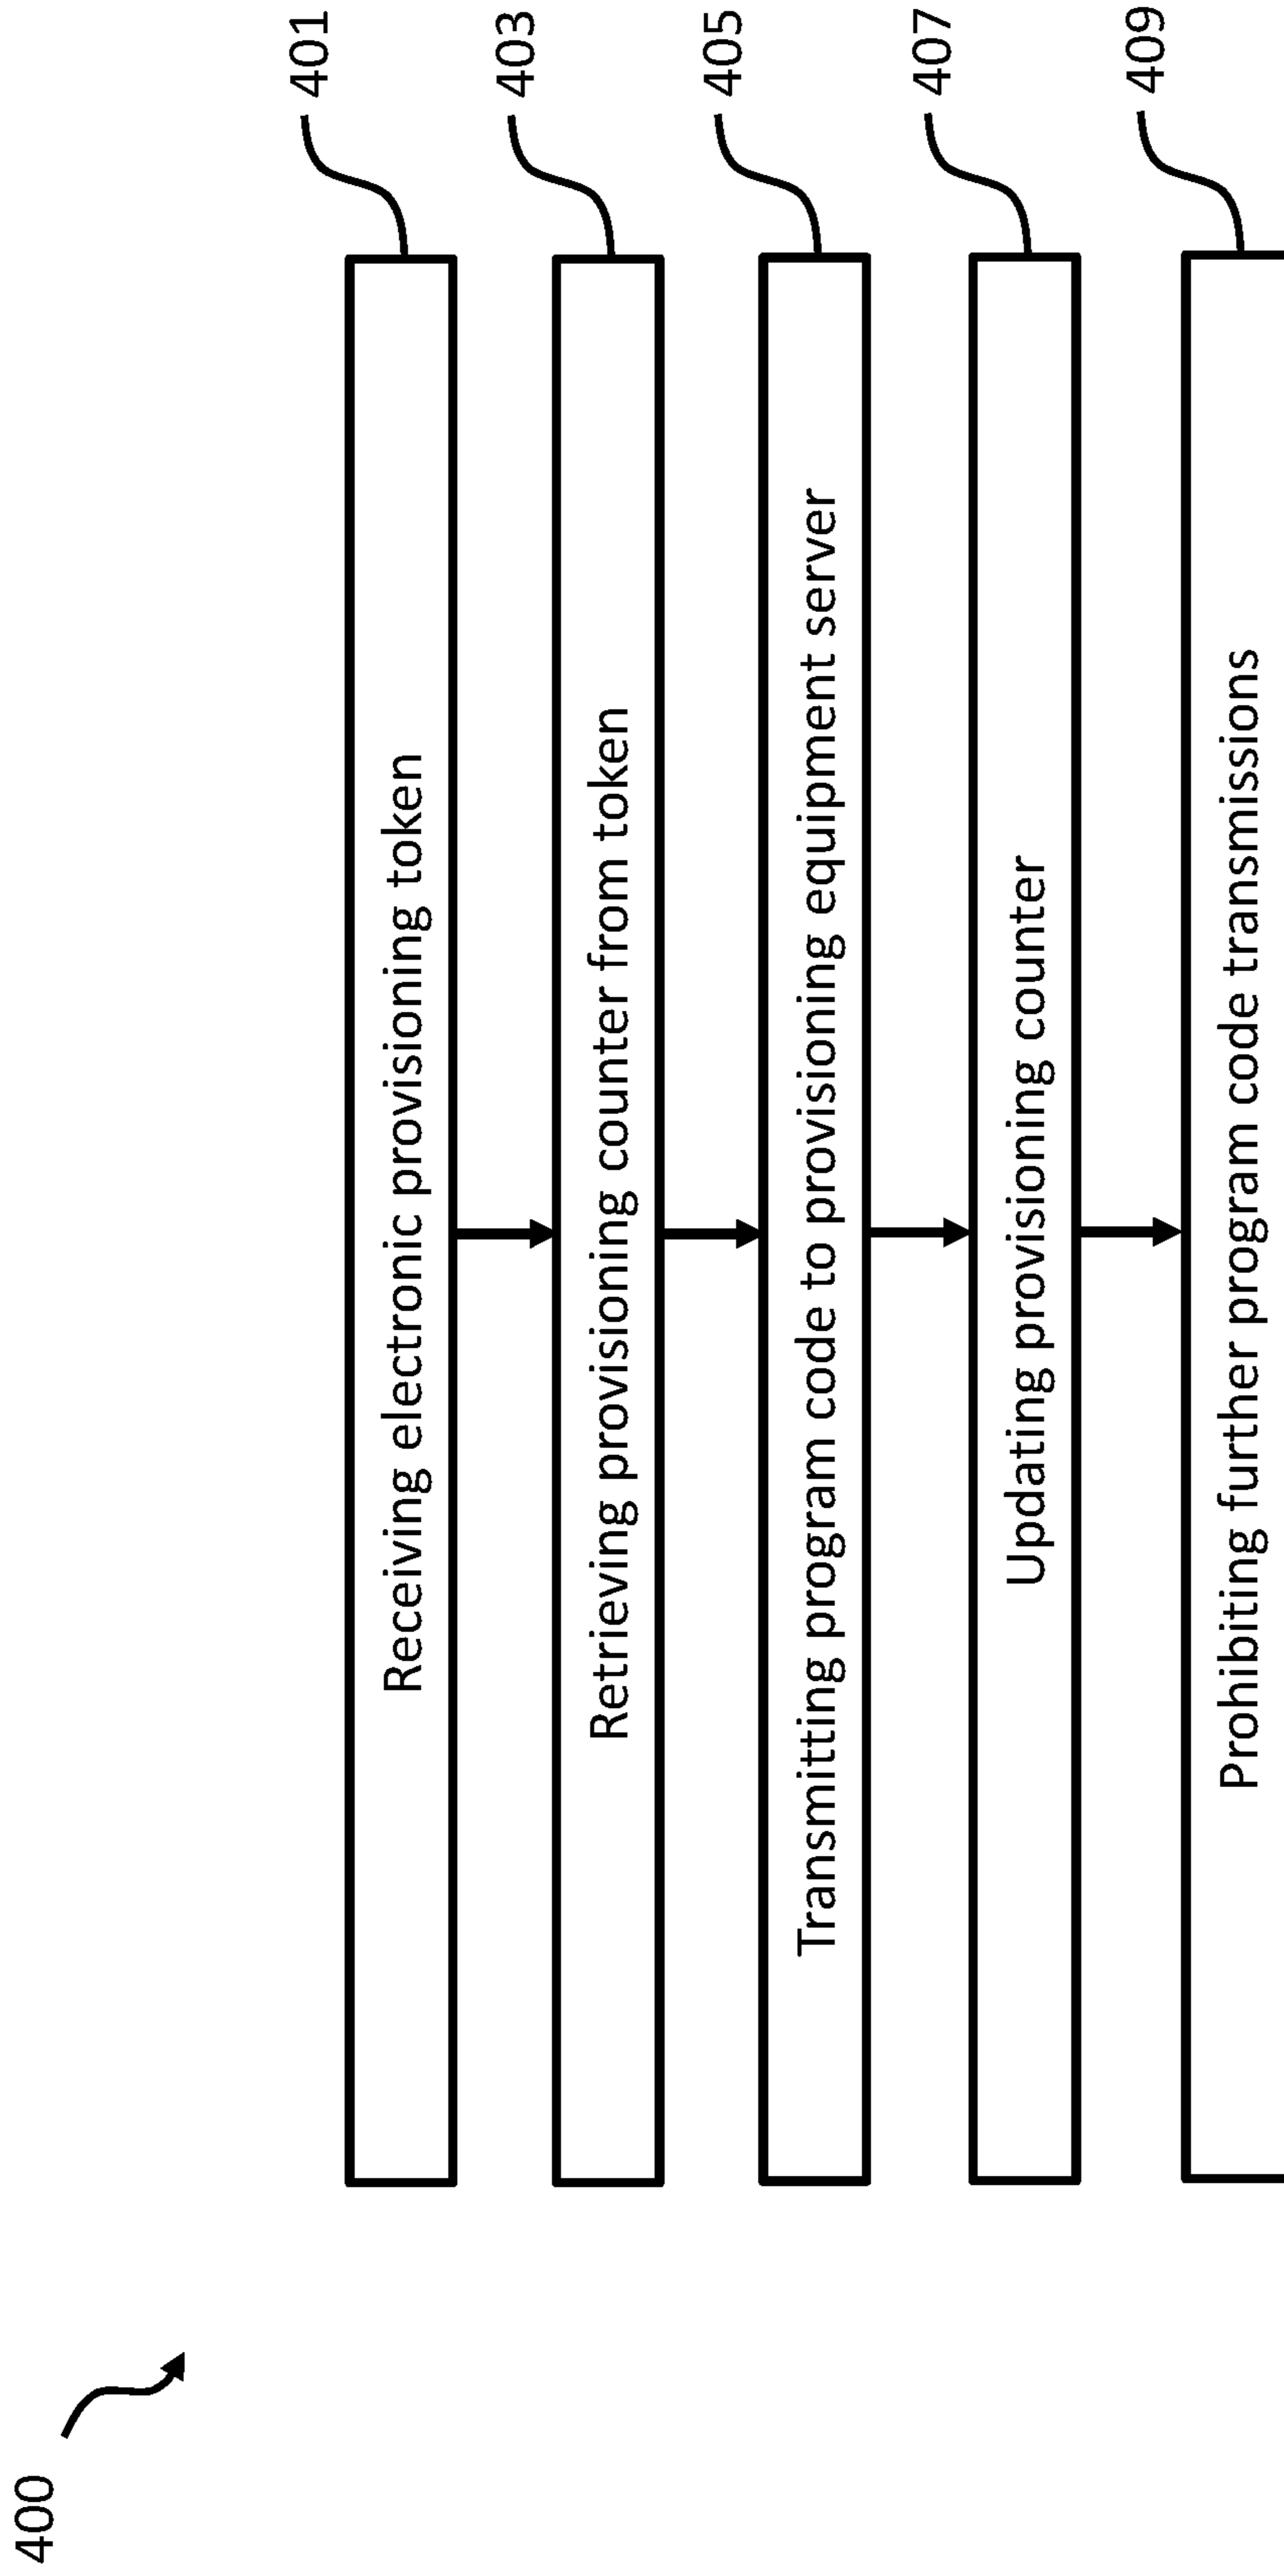 400
401
Receiving electronic provisioning token
403
Retrieving provisioning counter from token
405
Transmitting program code to provisioning equipment server
407
Updating provisioning counter
409
Prohibiting further program code transmissions